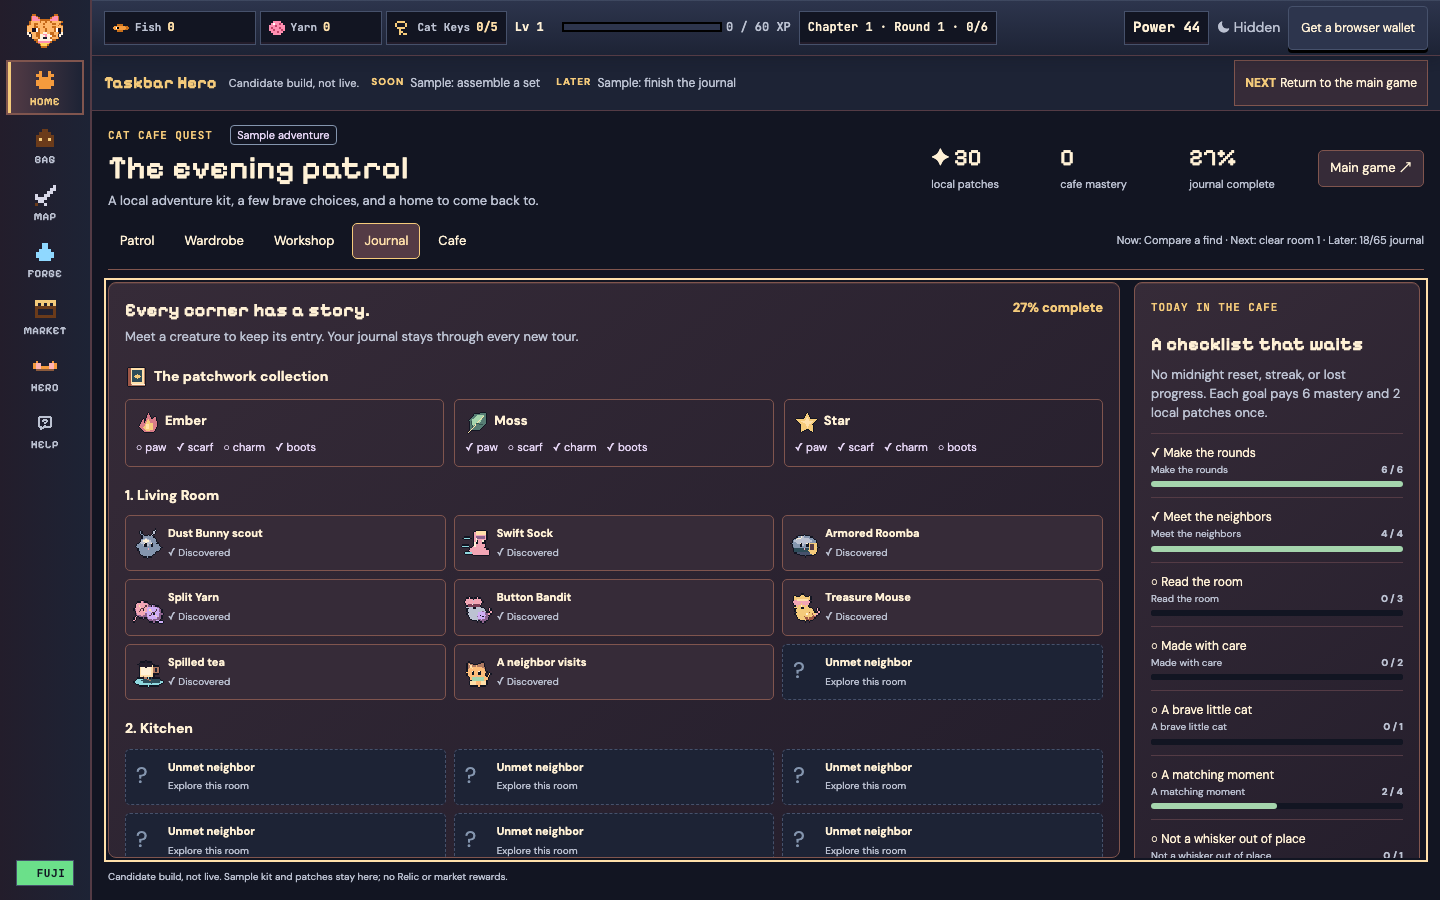 Fish 0 Yarn 0 Cat Keys 0/5 Lv 1 0 / 60 XP Chapter 1 · Round 1 · 0/6 Power 44 Hidden Get a browser wallet
Taskbar Hero Candidate build, not live. SOON Sample: assemble a set LATER Sample: finish the journal NEXT Return to the main game
HOME
BAG
MAP
FORGE
MARKET
HERO
HELP
FUJI
CAT CAFE QUEST Sample adventure
The evening patrol
A local adventure kit, a few brave choices, and a home to come back to.
30 local patches
0 cafe mastery
27% journal complete
Main game ↗
Patrol Wardrobe Workshop Journal Cafe
Now: Compare a find · Next: clear room 1 · Later: 18/65 journal
Every corner has a story. 27% complete
Meet a creature to keep its entry. Your journal stays through every new tour.
The patchwork collection
Ember
○ paw ✓ scarf ○ charm ✓ boots
Moss
✓ paw ○ scarf ✓ charm ✓ boots
Star
✓ paw ✓ scarf ✓ charm ○ boots
1. Living Room
Dust Bunny scout
✓ Discovered
Swift Sock
✓ Discovered
Armored Roomba
✓ Discovered
Split Yarn
✓ Discovered
Button Bandit
✓ Discovered
Treasure Mouse
✓ Discovered
Spilled tea
✓ Discovered
A neighbor visits
✓ Discovered
? Unmet neighbor
Explore this room
2. Kitchen
? Unmet neighbor
Explore this room
? Unmet neighbor
Explore this room
? Unmet neighbor
Explore this room
? Unmet neighbor
Explore this room
? Unmet neighbor
Explore this room
? Unmet neighbor
Explore this room
TODAY IN THE CAFE
A checklist that waits
No midnight reset, streak, or lost
progress. Each goal pays 6 mastery and 2
local patches once.
✓ Make the rounds
Make the rounds 6 / 6
✓ Meet the neighbors
Meet the neighbors 4 / 4
○ Read the room
Read the room 0 / 3
○ Made with care
Made with care 0 / 2
○ A brave little cat
A brave little cat 0 / 1
○ A matching moment
A matching moment 2 / 4
○ Not a whisker out of place
Not a whisker out of place 0 / 1
Candidate build, not live. Sample kit and patches stay here; no Relic or market rewards.